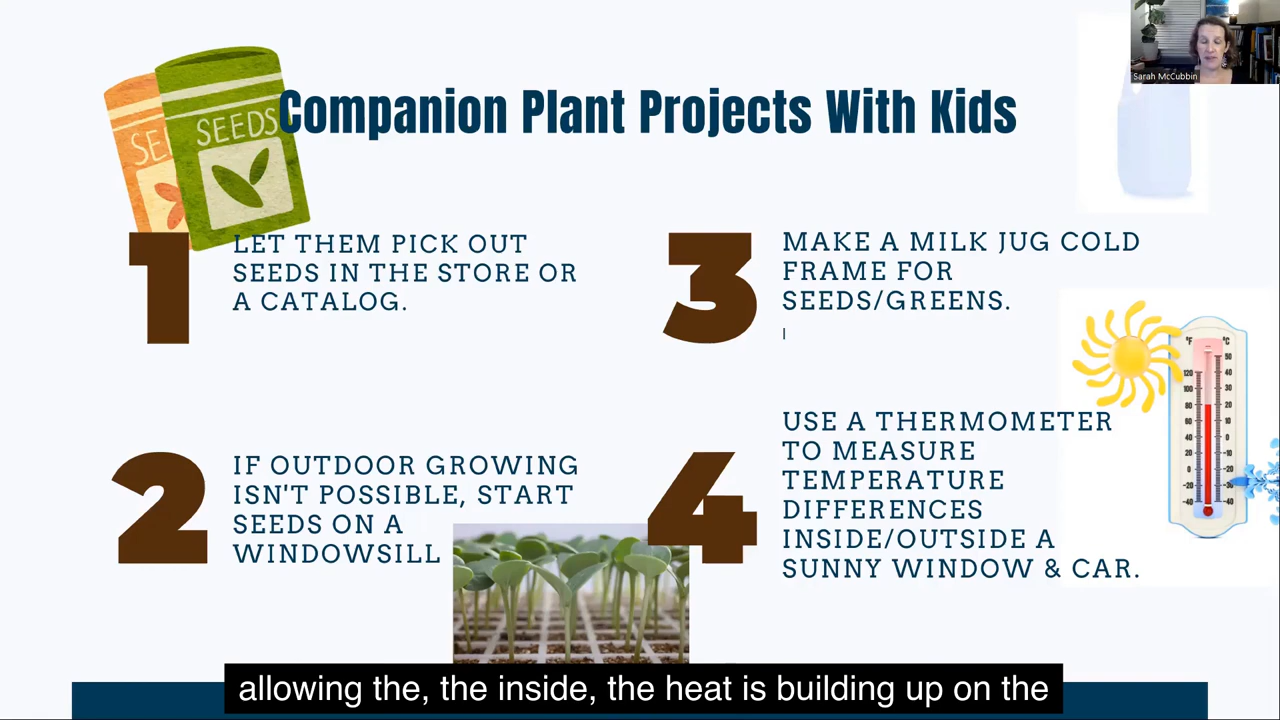 Sarah McCubbin
Companion Plant Projects With Kids
SEEDS
SE
1
LET THEM PICK OUT
SEEDS IN THE STORE OR
A CATALOG.
2
IF OUTDOOR GROWING
ISN'T POSSIBLE, START
SEEDS ON A
WINDOWSILL
3
MAKE A MILK JUG COLD
FRAME FOR
SEEDS/GREENS.
4
USE A THERMOMETER
TO MEASURE
TEMPERATURE
DIFFERENCES
INSIDE/OUTSIDE A
SUNNY WINDOW & CAR.
°F °C
allowing the, the inside, the heat is building up on the